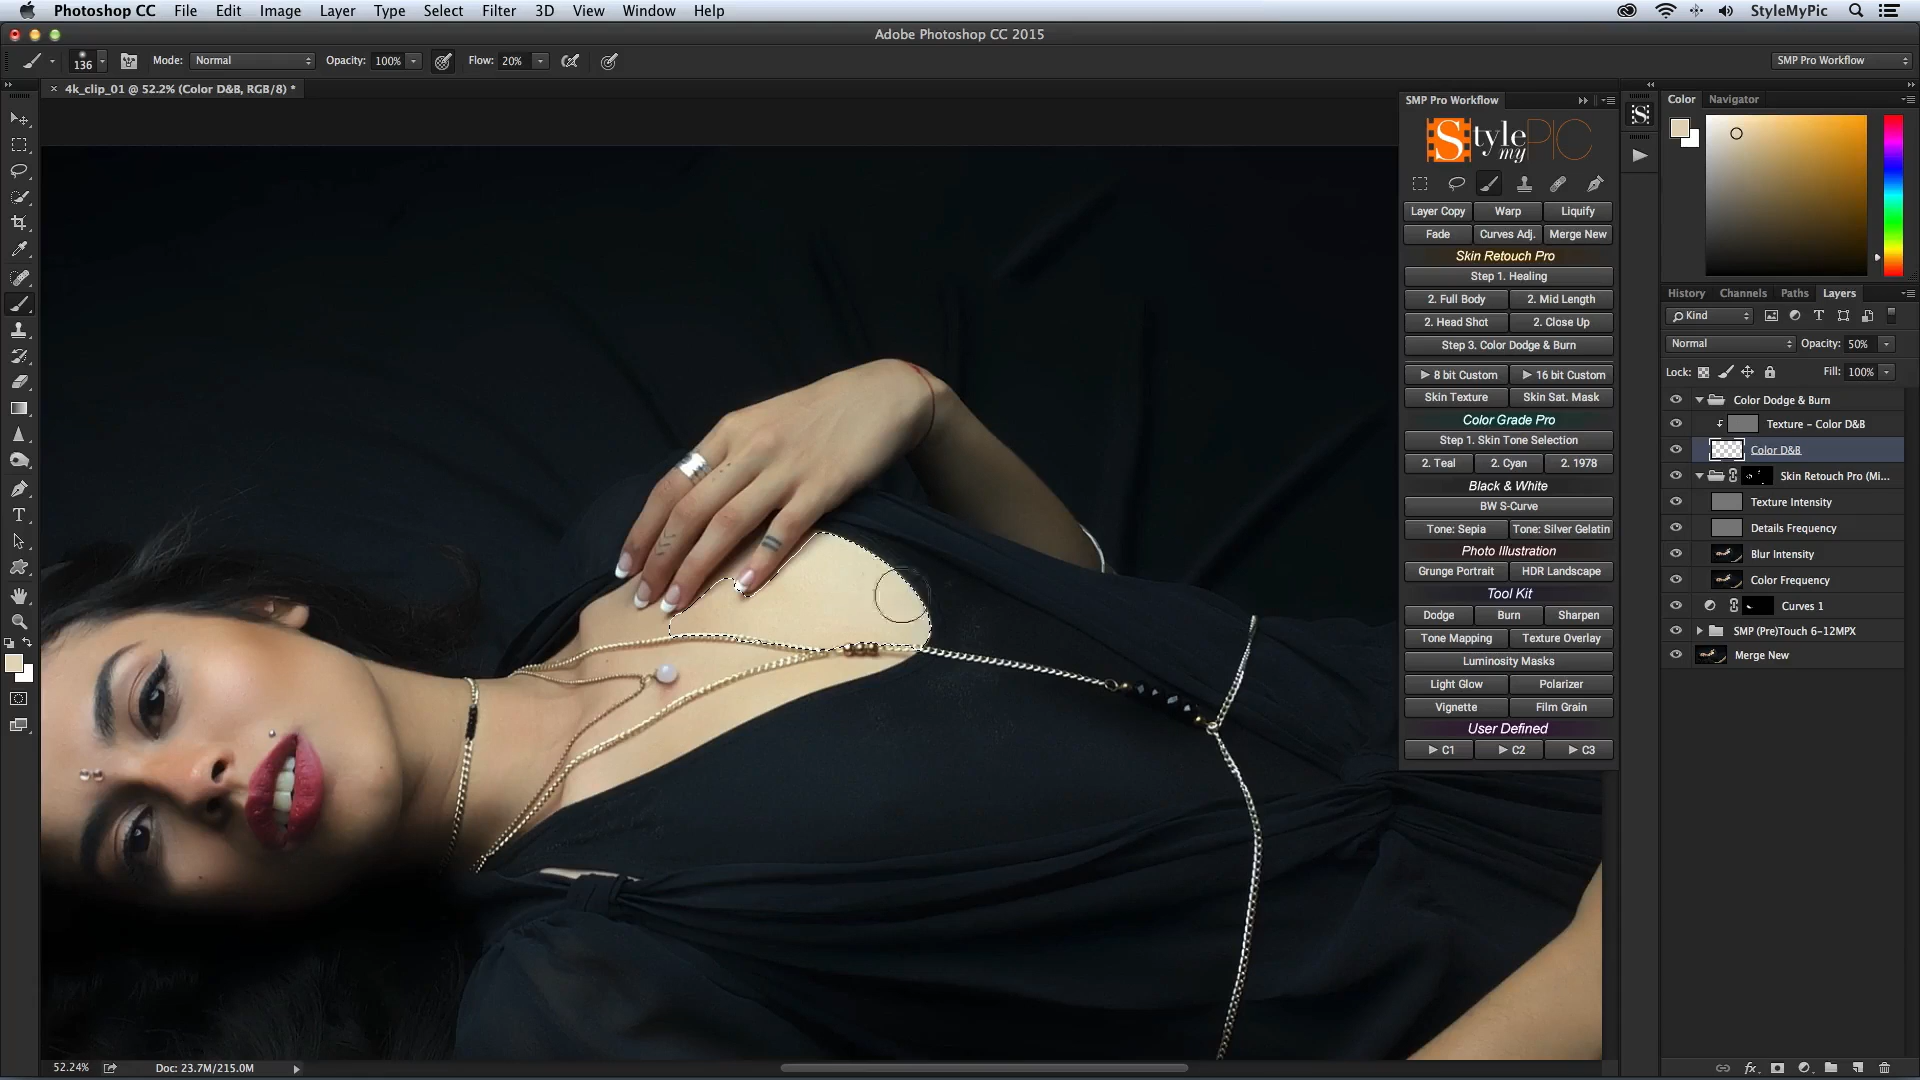 Photoshop CC File Edit Image Layer Type Select Filter 3D View Window Help StyleMyPic
Adobe Photoshop CC 2015
136 Mode: Normal Opacity: 100% Flow: 20% SMP Pro Workflow
× 4k_clip_01 @ 52.2% (Color D&B, RGB/8) *
SMP Pro Workflow
Style my PIC
Layer Copy Warp Liquify
Fade Curves Adj. Merge New
Skin Retouch Pro
Step 1. Healing
2. Full Body 2. Mid Length
2. Head Shot 2. Close Up
Step 3. Color Dodge & Burn
8 bit Custom 16 bit Custom
Skin Texture Skin Sat. Mask
Color Grade Pro
Step 1. Skin Tone Selection
2. Teal 2. Cyan 2. 1978
Black & White
BW S-Curve
Tone: Sepia Tone: Silver Gelatin
Photo Illustration
Grunge Portrait HDR Landscape
Tool Kit
Dodge Burn Sharpen
Tone Mapping Texture Overlay
Luminosity Masks
Light Glow Polarizer
Vignette Film Grain
User Defined
C1 C2 C3
Color Navigator
History Channels Paths Layers
Kind
Normal Opacity: 50%
Lock: Fill: 100%
Color Dodge & Burn
Texture – Color D&B
Color D&B
Skin Retouch Pro (Mi...
Texture Intensity
Details Frequency
Blur Intensity
Color Frequency
Curves 1
SMP (Pre)Touch 6-12MPX
Merge New
52.24% Doc: 23.7M/215.0M
fx